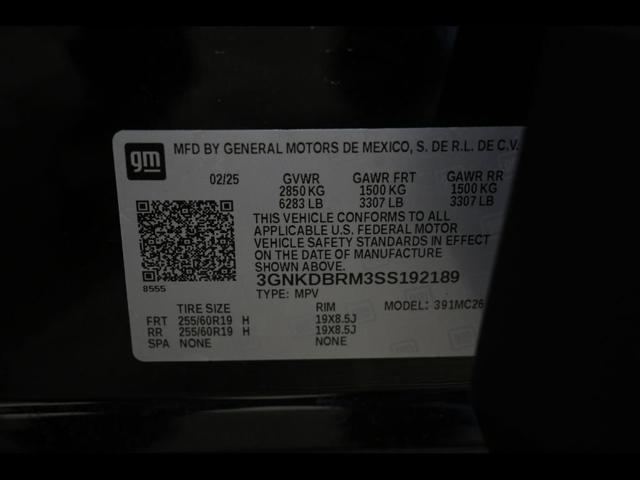 gm
MFD BY GENERAL MOTORS DE MEXICO, S. DE R.L. DE C.V.
02/25 GVWR GAWR FRT GAWR RR
2850 KG 1500 KG 1500 KG
6283 LB 3307 LB 3307 LB
THIS VEHICLE CONFORMS TO ALL
APPLICABLE U.S. FEDERAL MOTOR
VEHICLE SAFETY STANDARDS IN EFFECT
ON THE DATE OF MANUFACTURE
SHOWN ABOVE.
8555
3GNKDBRM3SS192189
TYPE: MPV MODEL: 391MC26
TIRE SIZE RIM
FRT 255/60R19 H 19X8.5J
RR 255/60R19 H 19X8.5J
SPA NONE NONE